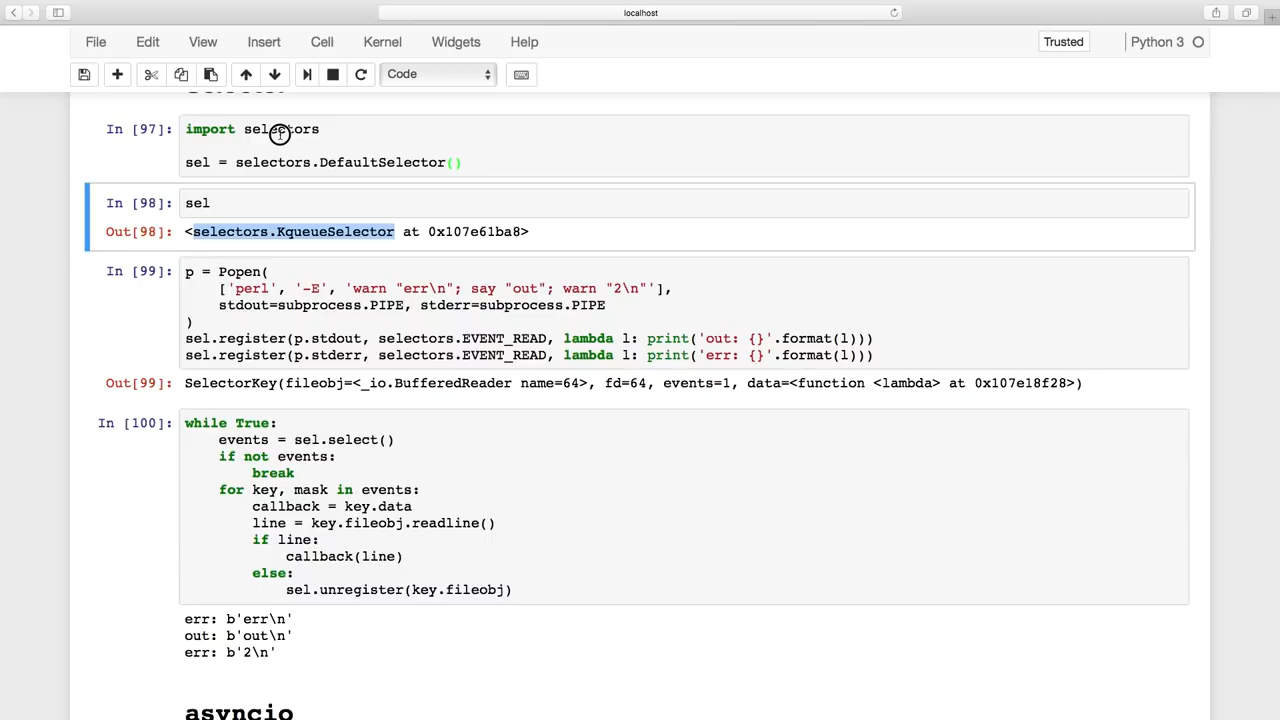 localhost
File Edit View Insert Cell Kernel Widgets Help Trusted Python 3
Code
In [97]: import selectors
sel = selectors.DefaultSelector()
In [98]: sel
Out[98]: <selectors.KqueueSelector at 0x107e61ba8>
In [99]: p = Popen(
['perl', '-E', 'warn "err\n"; say "out"; warn "2\n"'],
stdout=subprocess.PIPE, stderr=subprocess.PIPE
)
sel.register(p.stdout, selectors.EVENT_READ, lambda l: print('out: {}'.format(l)))
sel.register(p.stderr, selectors.EVENT_READ, lambda l: print('err: {}'.format(l)))
Out[99]: SelectorKey(fileobj=<_io.BufferedReader name=64>, fd=64, events=1, data=<function <lambda> at 0x107e18f28>)
In [100]: while True:
events = sel.select()
if not events:
break
for key, mask in events:
callback = key.data
line = key.fileobj.readline()
if line:
callback(line)
else:
sel.unregister(key.fileobj)
err: b'err\n'
out: b'out\n'
err: b'2\n'
asyncio